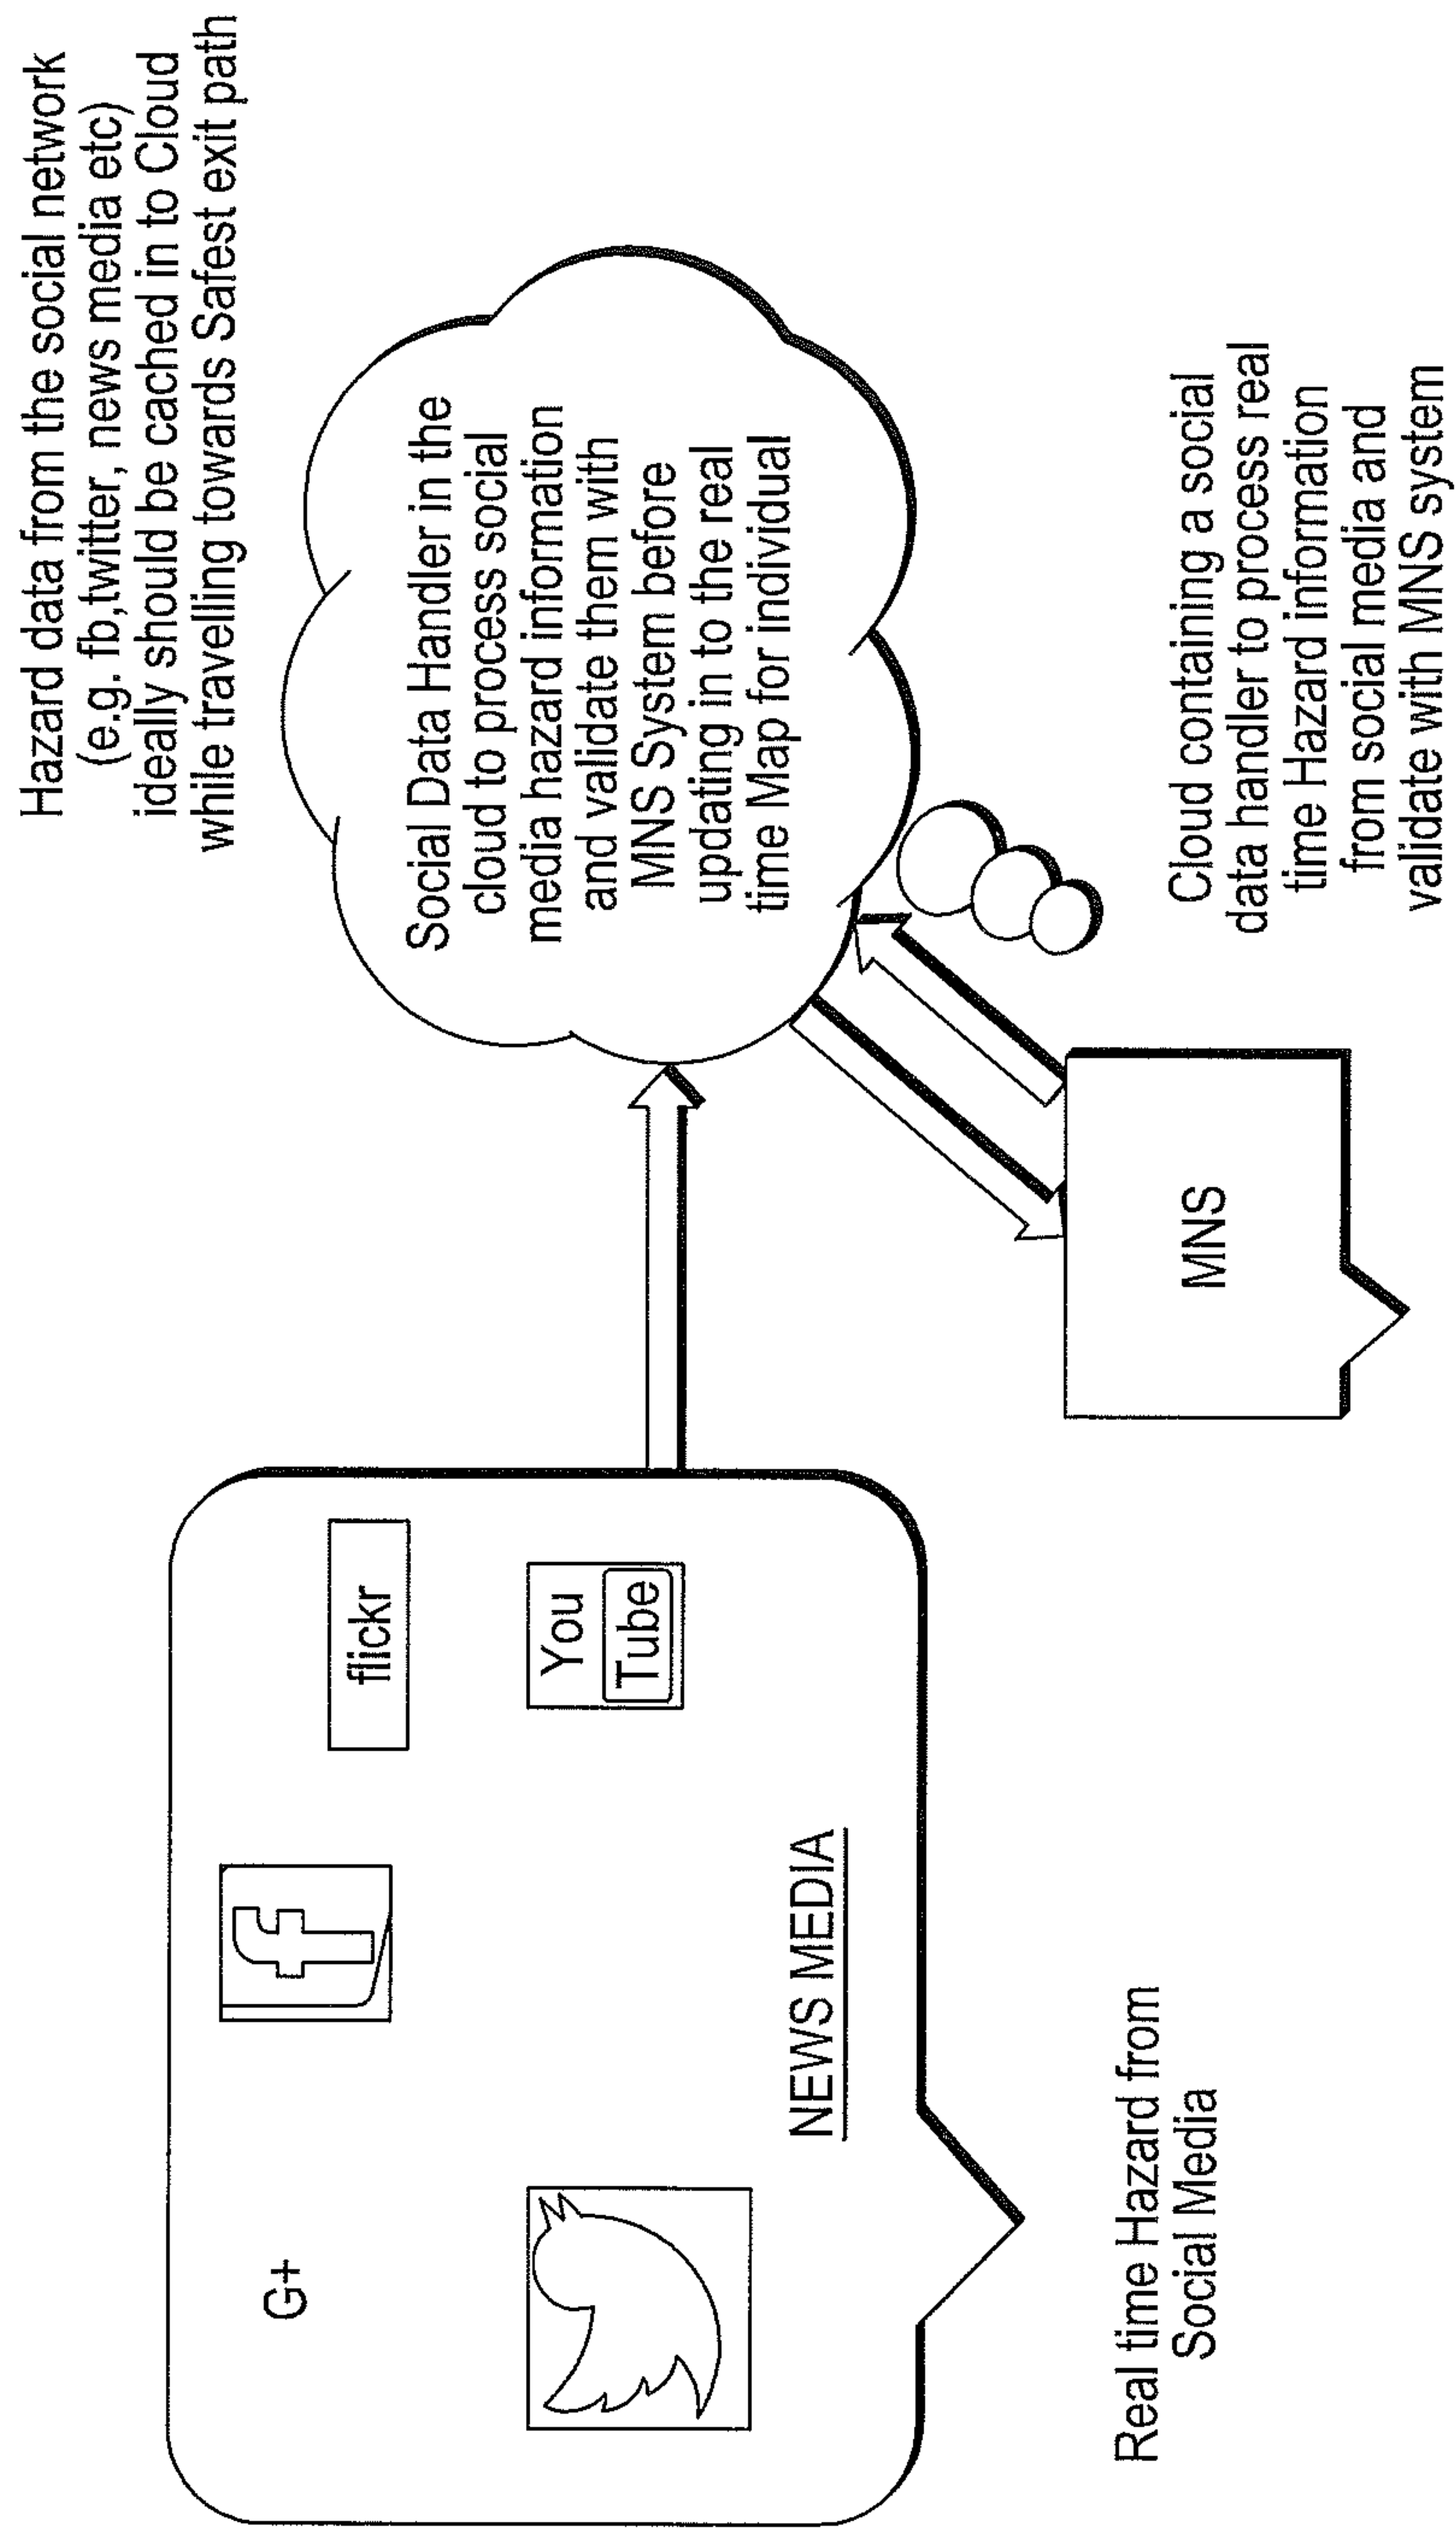 Hazard data from the social network
(e.g. fb,twitter, news media etc)
ideally should be cached in to Cloud
while travelling towards Safest exit path
G+
f
flickr
You
Tube
NEWS MEDIA
Real time Hazard from
Social Media
Social Data Handler in the
cloud to process social
media hazard information
and validate them with
MNS System before
updating in to the real
time Map for individual
MNS
Cloud containing a social
data handler to process real
time Hazard information
from social media and
validate with MNS system